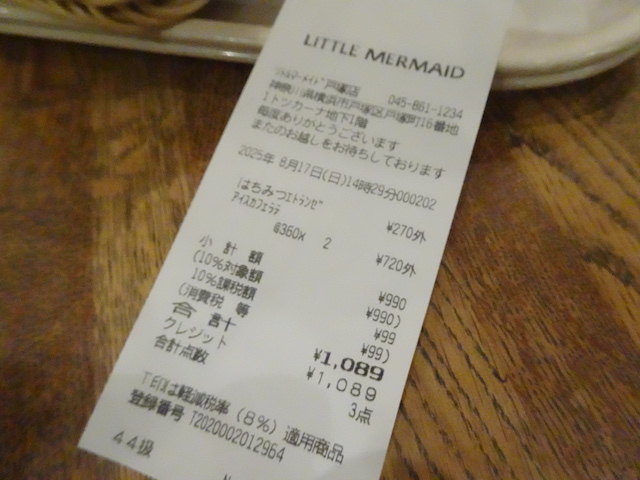 LITTLE MERMAID
リトルマーメイド戸塚店 045-861-1234
神奈川県横浜市戸塚区戸塚町16番地
1トツカーナ地下1階
毎度ありがとうございます
またのお越しをお待ちしております
2025年 8月17日(日)14時29分000202
はちみつエトランゼ ¥270外
アイスカフェラテ
@360× 2 ¥720外
小 計 額 ¥990
(10%対象額 ¥990)
10%課税額 ¥99
(消費税 等 ¥99)
合 計 ¥1,089
クレジット ¥1,089
合計点数 3点
T印は軽減税率(8%)適用商品
登録番号 T2020002012964
44扱